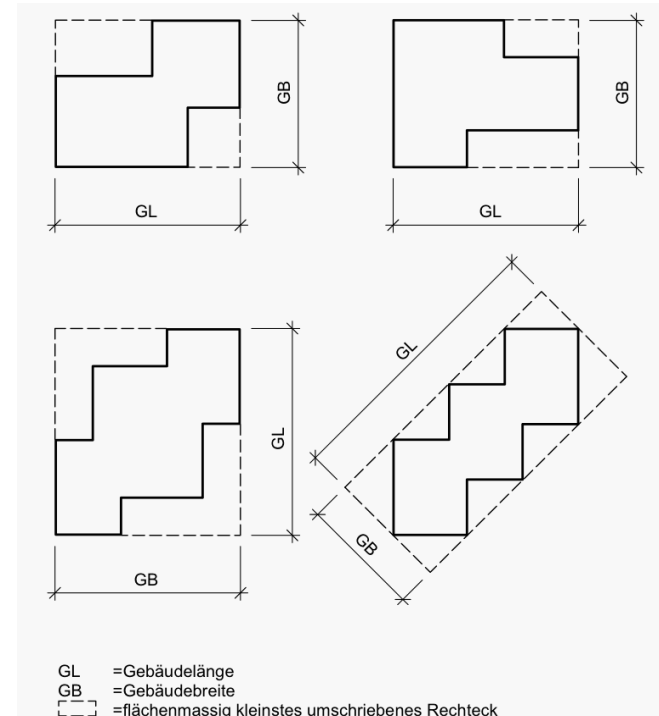 GB
GB
GL
GL
GL
GL
GB
GB
GL =Gebäudelänge
GB =Gebäudebreite
=flächenmassig kleinstes umschriebenes Rechteck